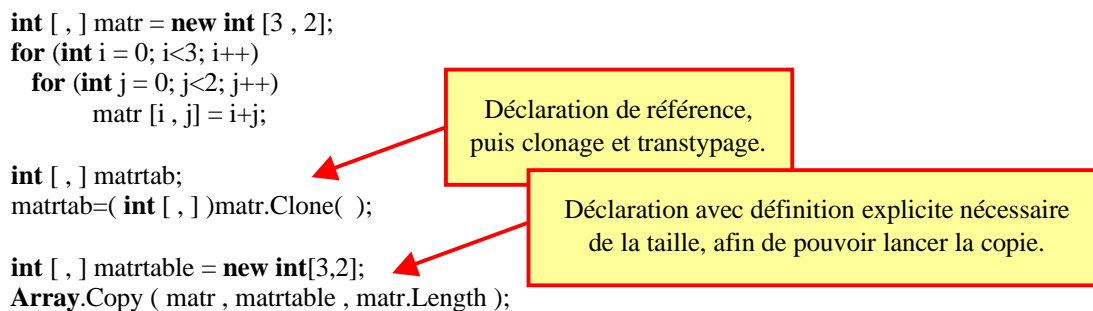 int [ , ] matr = new int [3 , 2];
for (int i = 0; i<3; i++)
for (int j = 0; j<2; j++)
matr [i , j] = i+j;
Déclaration de référence,
puis clonage et transtypage.
int [ , ] matrtab;
matrtab=( int [ , ] )matr.Clone( );
Déclaration avec définition explicite nécessaire
de la taille, afin de pouvoir lancer la copie.
int [ , ] matrtable = new int[3,2];
Array.Copy ( matr , matrtable , matr.Length );